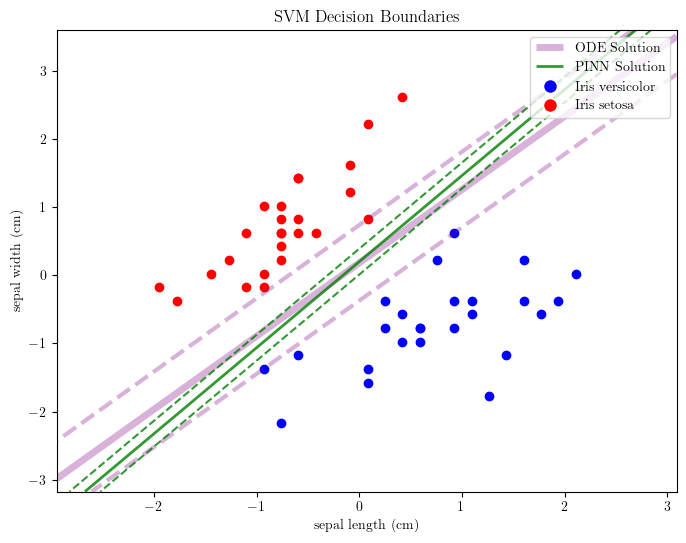 SVM Decision Boundaries
ODE Solution
PINN Solution
Iris versicolor
Iris setosa
sepal width (cm)
3
2
1
0
−1
−2
−3
−2
−1
0
1
2
3
sepal length (cm)